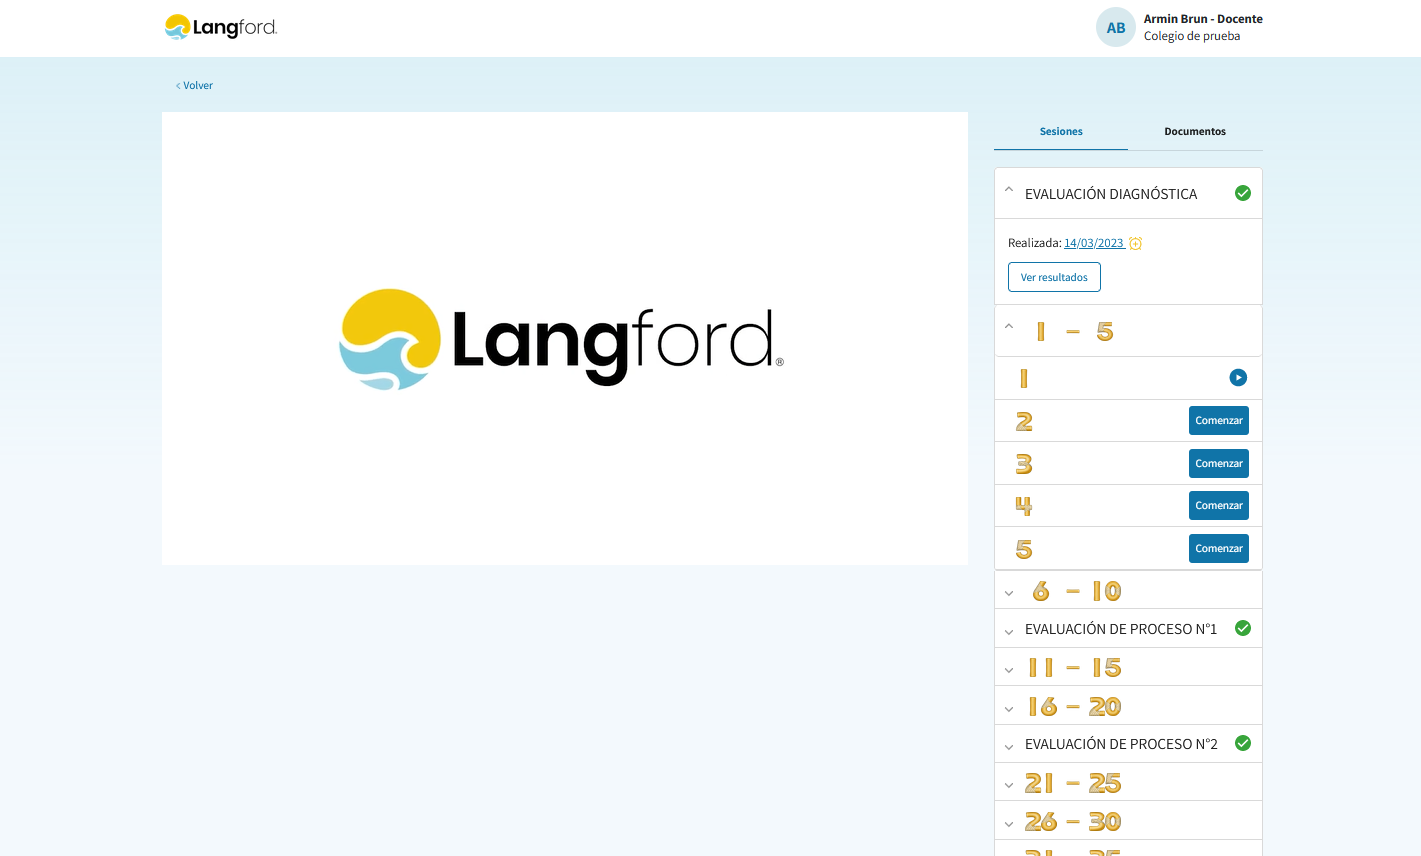 Langford.
AB
Armin Brun - Docente
Colegio de prueba
Volver
Langford.®
Sesiones
Documentos
EVALUACIÓN DIAGNÓSTICA
Realizada: 14/03/2023
Ver resultados
1 - 5
1
2 Comenzar
3 Comenzar
4 Comenzar
5 Comenzar
6 - 10
EVALUACIÓN DE PROCESO N°1
11 - 15
16 - 20
EVALUACIÓN DE PROCESO N°2
21 - 25
26 - 30